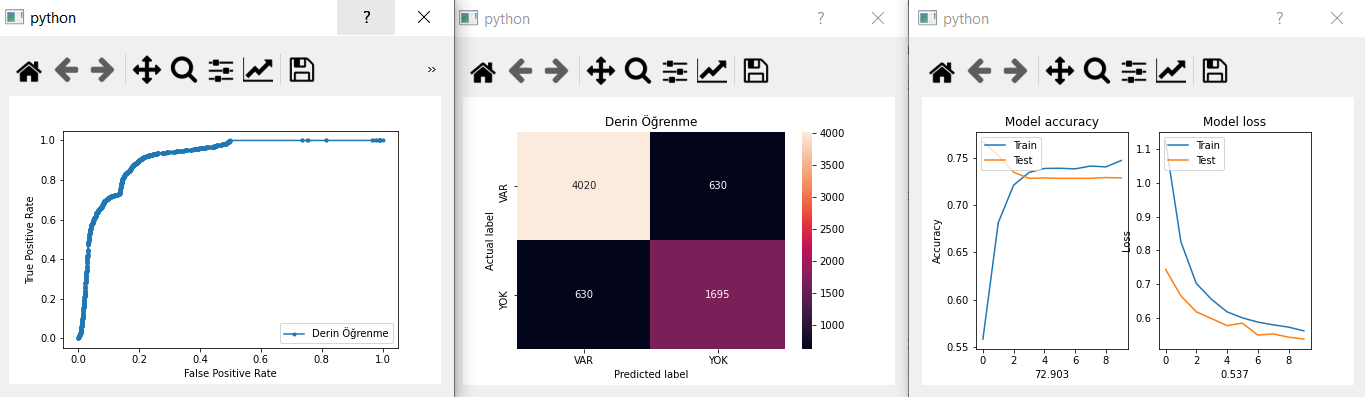 python
?
1.0
0.8
0.6
0.4
0.2
0.0
True Positive Rate
Derin Öğrenme
0.0 0.2 0.4 0.6 0.8 1.0
False Positive Rate
python
?
Derin Öğrenme
VAR
YOK
Actual label
4020 630
630 1695
VAR YOK
Predicted label
4000
3500
3000
2500
2000
1500
1000
python
?
Model accuracy
Train
Test
0.75
0.70
0.65
0.60
0.55
Accuracy
0 2 4 6 8
72.903
Model loss
Train
Test
1.1
1.0
0.9
0.8
0.7
0.6
Loss
0 2 4 6 8
0.537